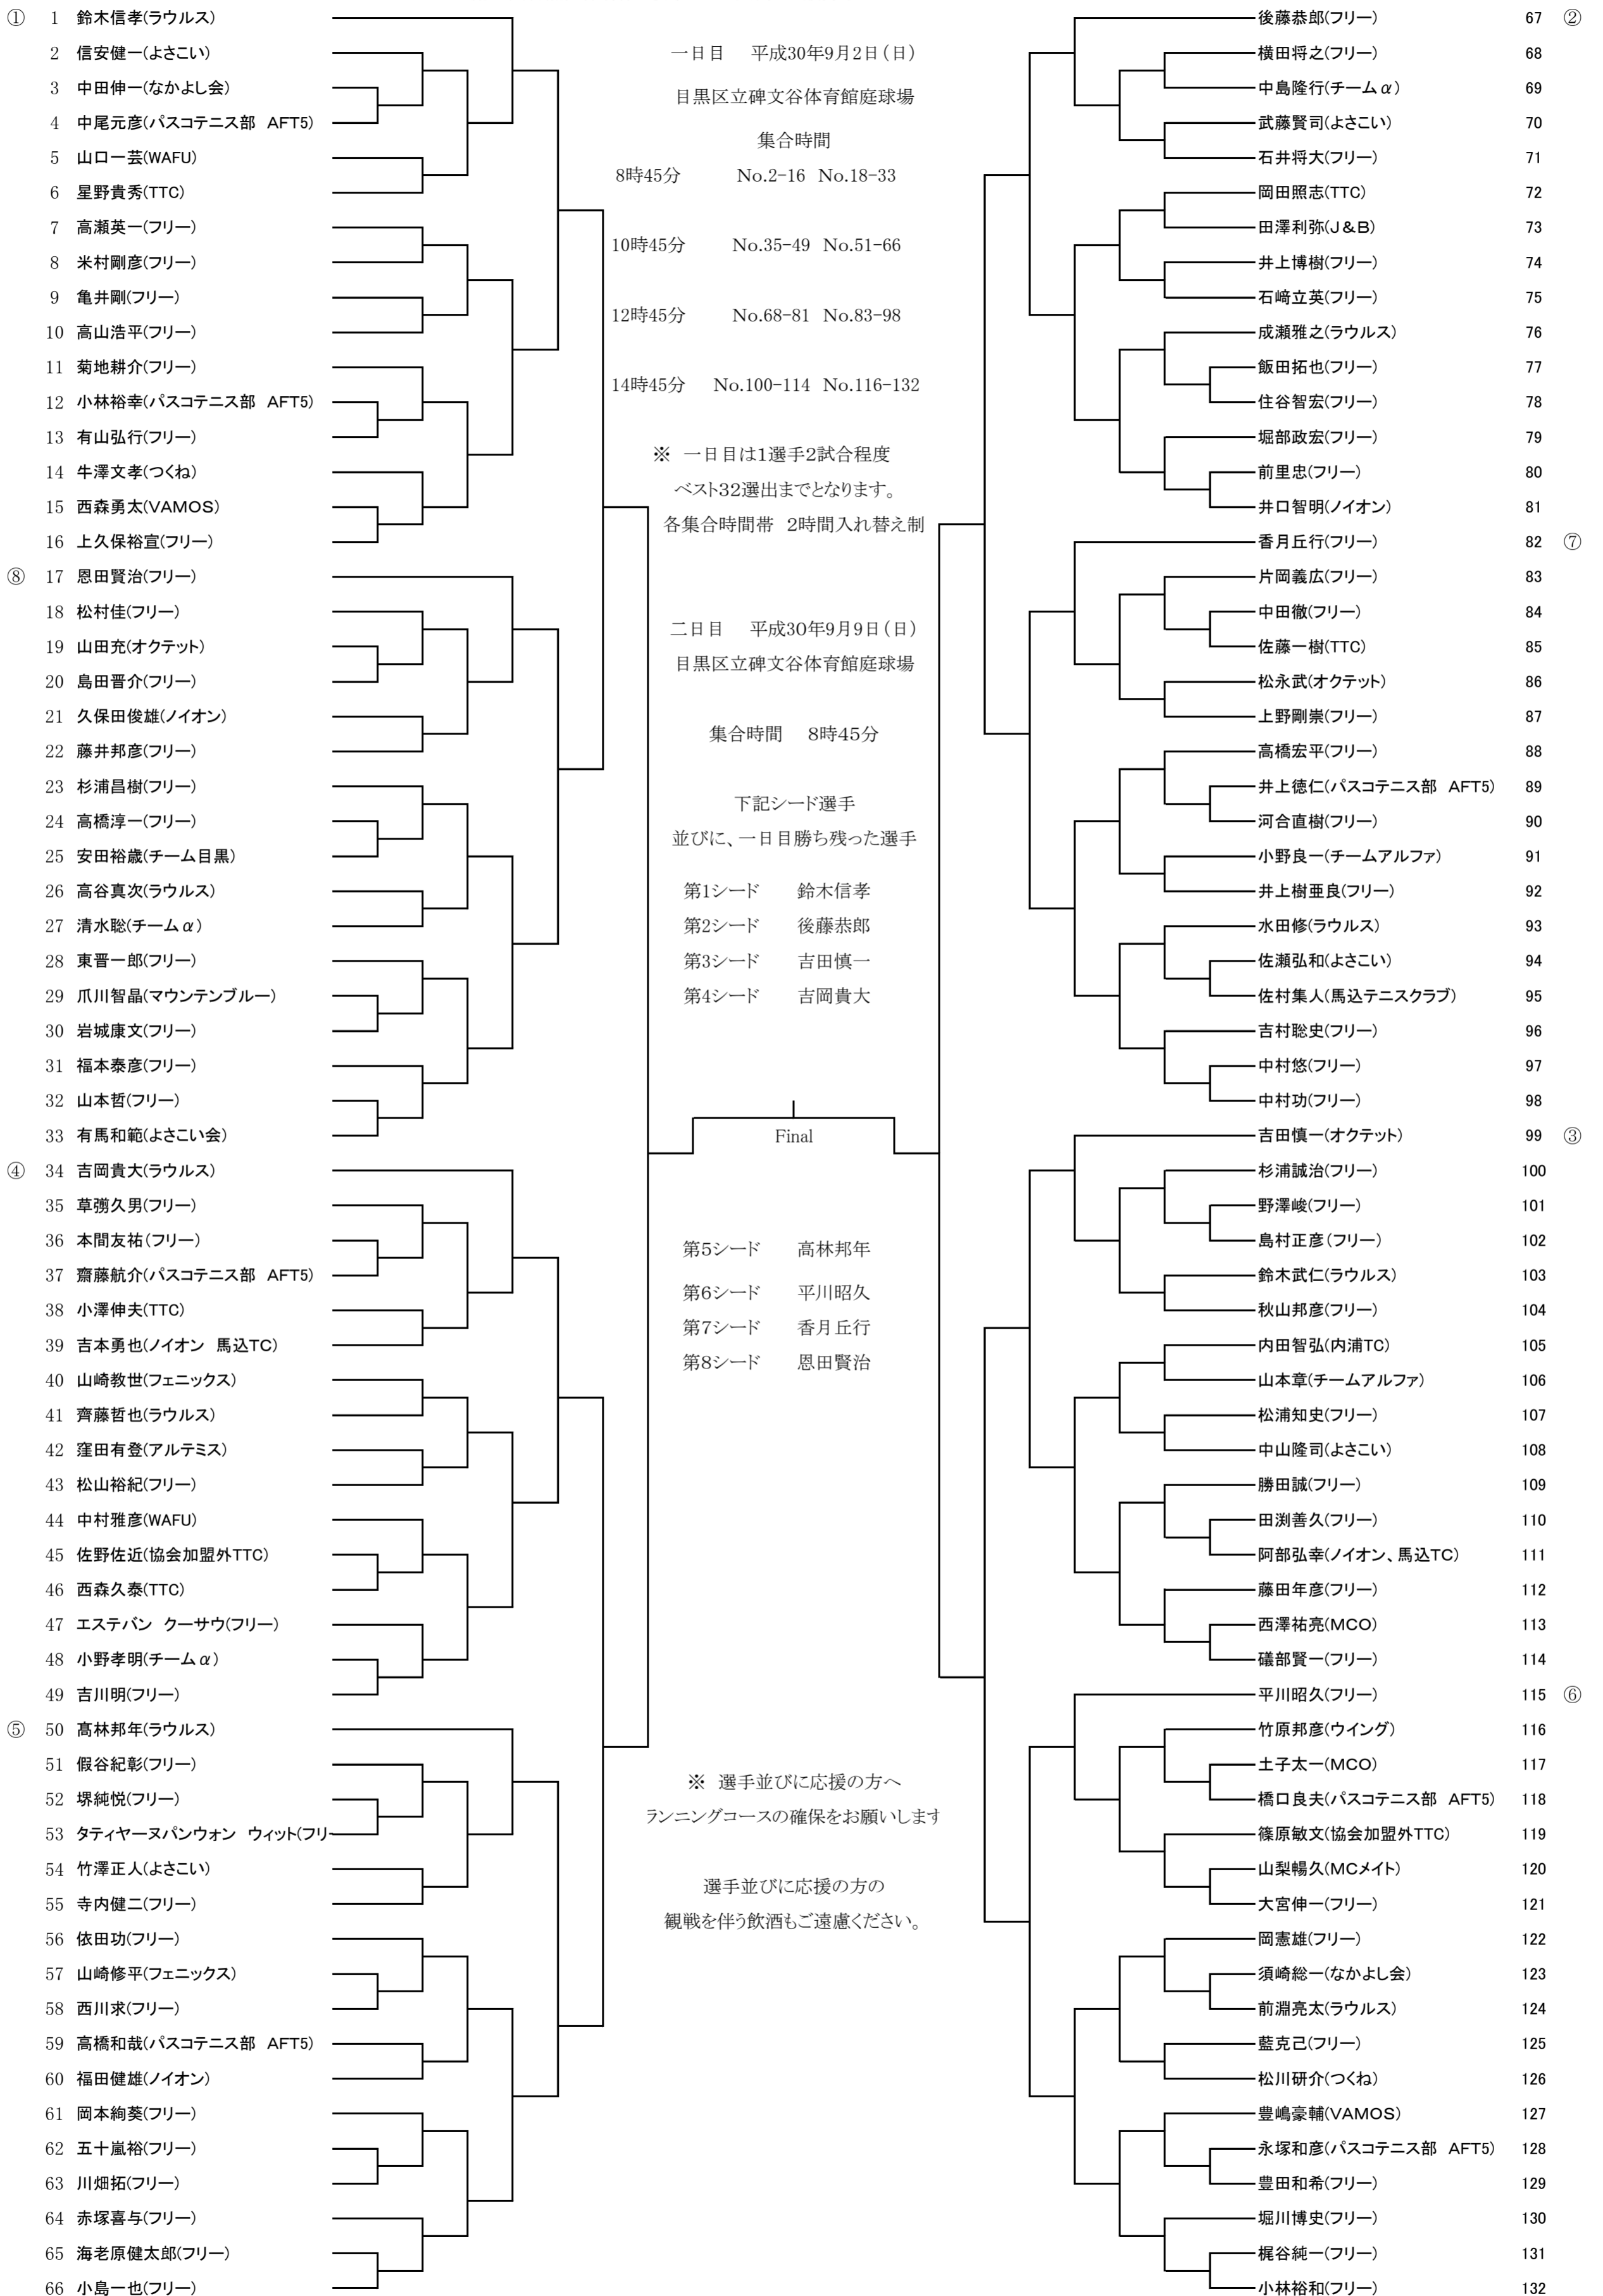 ① 1 鈴木信孝(ラウルス)
2 信安健一(よさこい)
3 中田伸一(なかよし会)
4 中尾元彦(パスコテニス部　AFT5)
5 山口一芸(WAFU)
6 星野貴秀(TTC)
7 高瀬英一(フリー)
8 米村剛彦(フリー)
9 亀井剛(フリー)
10 高山浩平(フリー)
11 菊地耕介(フリー)
12 小林裕幸(パスコテニス部　AFT5)
13 有山弘行(フリー)
14 牛澤文孝(つくね)
15 西森勇太(VAMOS)
16 上久保裕宣(フリー)
⑧ 17 恩田賢治(フリー)
18 松村佳(フリー)
19 山田充(オクテット)
20 島田晋介(フリー)
21 久保田俊雄(ノイオン)
22 藤井邦彦(フリー)
23 杉浦昌樹(フリー)
24 高橋淳一(フリー)
25 安田裕歳(チーム目黒)
26 高谷真次(ラウルス)
27 清水聡(チームα)
28 東晋一郎(フリー)
29 爪川智晶(マウンテンブルー)
30 岩城康文(フリー)
31 福本泰彦(フリー)
32 山本哲(フリー)
33 有馬和範(よさこい会)
④ 34 吉岡貴大(ラウルス)
35 草彅久男(フリー)
36 本間友祐(フリー)
37 齋藤航介(パスコテニス部　AFT5)
38 小澤伸夫(TTC)
39 吉本勇也(ノイオン　馬込TC)
40 山崎教世(フェニックス)
41 齊藤哲也(ラウルス)
42 窪田有登(アルテミス)
43 松山裕紀(フリー)
44 中村雅彦(WAFU)
45 佐野佐近(協会加盟外TTC)
46 西森久泰(TTC)
47 エステバン　クーサウ(フリー)
48 小野孝明(チームα)
49 吉川明(フリー)
⑤ 50 髙林邦年(ラウルス)
51 假谷紀彰(フリー)
52 堺純悦(フリー)
53 タティヤーヌパンウォン　ウィット(フリー
54 竹澤正人(よさこい)
55 寺内健二(フリー)
56 依田功(フリー)
57 山崎修平(フェニックス)
58 西川求(フリー)
59 高橋和哉(パスコテニス部　AFT5)
60 福田健雄(ノイオン)
61 岡本絢葵(フリー)
62 五十嵐裕(フリー)
63 川畑拓(フリー)
64 赤塚喜与(フリー)
65 海老原健太郎(フリー)
66 小島一也(フリー)
一日目　平成30年9月2日(日)
目黒区立碑文谷体育館庭球場
集合時間
8時45分 No.2-16 No.18-33
10時45分 No.35-49 No.51-66
12時45分 No.68-81 No.83-98
14時45分 No.100-114 No.116-132
※ 一日目は1選手2試合程度
ベスト32選出までとなります。
各集合時間帯　2時間入れ替え制
二日目　平成30年9月9日(日)
目黒区立碑文谷体育館庭球場
集合時間　8時45分
下記シード選手
並びに、一日目勝ち残った選手
第1シード　鈴木信孝
第2シード　後藤恭郎
第3シード　吉田慎一
第4シード　吉岡貴大
Final
第5シード　高林邦年
第6シード　平川昭久
第7シード　香月丘行
第8シード　恩田賢治
※ 選手並びに応援の方へ
ランニングコースの確保をお願いします
選手並びに応援の方の
観戦を伴う飲酒もご遠慮ください。
後藤恭郎(フリー) 67 ②
横田将之(フリー) 68
中島隆行(チームα) 69
武藤賢司(よさこい) 70
石井将大(フリー) 71
岡田照志(TTC) 72
田澤利弥(J＆B) 73
井上博樹(フリー) 74
石﨑立英(フリー) 75
成瀬雅之(ラウルス) 76
飯田拓也(フリー) 77
住谷智宏(フリー) 78
堀部政宏(フリー) 79
前里忠(フリー) 80
井口智明(ノイオン) 81
香月丘行(フリー) 82 ⑦
片岡義広(フリー) 83
中田徹(フリー) 84
佐藤一樹(TTC) 85
松永武(オクテット) 86
上野剛崇(フリー) 87
高橋宏平(フリー) 88
井上徳仁(パスコテニス部　AFT5) 89
河合直樹(フリー) 90
小野良一(チームアルファ) 91
井上樹亜良(フリー) 92
水田修(ラウルス) 93
佐瀬弘和(よさこい) 94
佐村隼人(馬込テニスクラブ) 95
吉村聡史(フリー) 96
中村悠(フリー) 97
中村功(フリー) 98
吉田慎一(オクテット) 99 ③
杉浦誠治(フリー) 100
野澤峻(フリー) 101
島村正彦(フリー) 102
鈴木武仁(ラウルス) 103
秋山邦彦(フリー) 104
内田智弘(内浦TC) 105
山本章(チームアルファ) 106
松浦知史(フリー) 107
中山隆司(よさこい) 108
勝田誠(フリー) 109
田渕善久(フリー) 110
阿部弘幸(ノイオン、馬込TC) 111
藤田年彦(フリー) 112
西澤祐亮(MCO) 113
礒部賢一(フリー) 114
平川昭久(フリー) 115 ⑥
竹原邦彦(ウイング) 116
土子太一(MCO) 117
橋口良夫(パスコテニス部　AFT5) 118
篠原敏文(協会加盟外TTC) 119
山梨暢久(MCメイト) 120
大宮伸一(フリー) 121
岡憲雄(フリー) 122
須崎総一(なかよし会) 123
前淵亮太(ラウルス) 124
藍克己(フリー) 125
松川研介(つくね) 126
豊嶋豪輔(VAMOS) 127
永塚和彦(パスコテニス部　AFT5) 128
豊田和希(フリー) 129
堀川博史(フリー) 130
梶谷純一(フリー) 131
小林裕和(フリー) 132